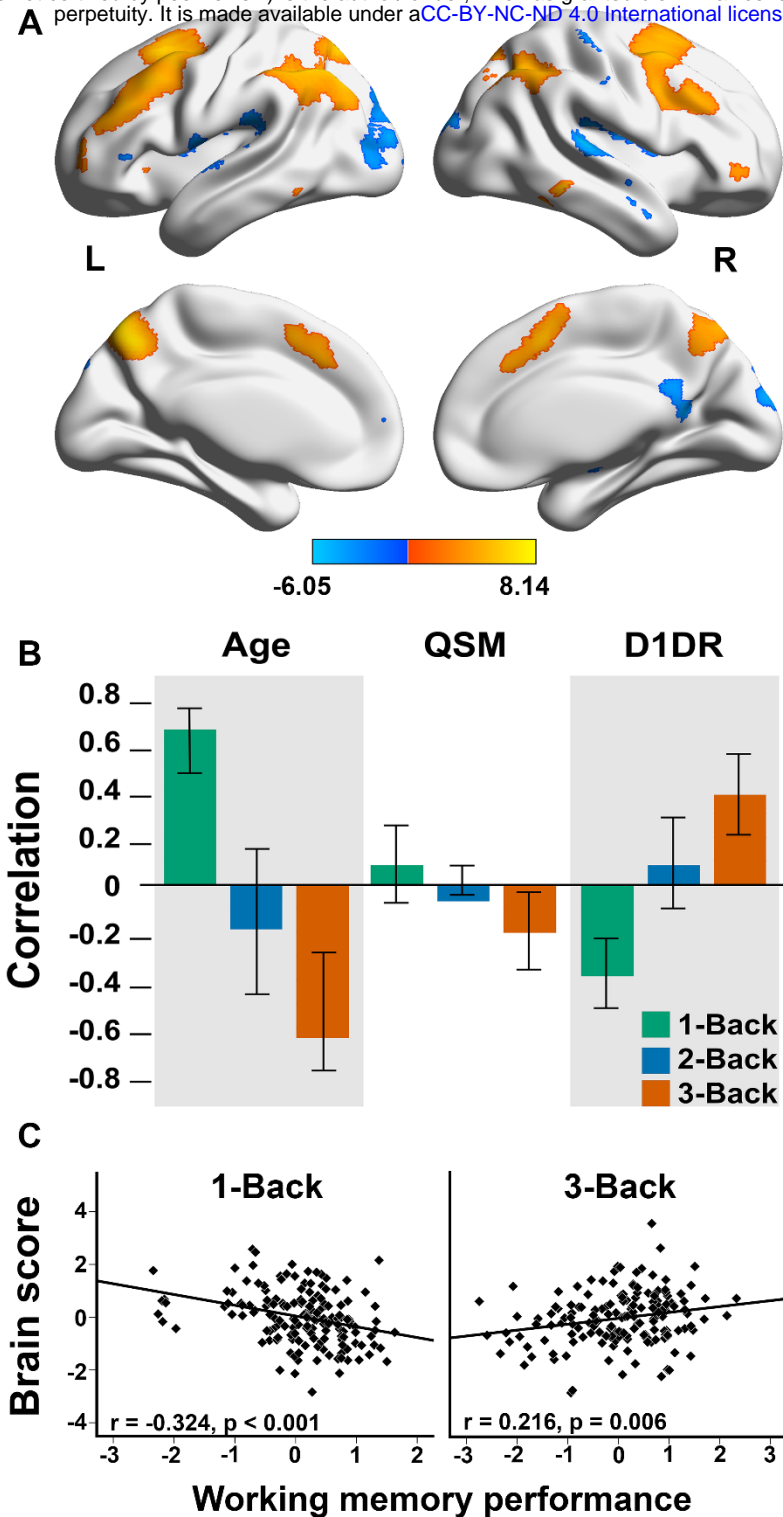 perpetuity. It is made available under aCC-BY-NC-ND 4.0 International licens
A
L R
-6.05 8.14
B
Age QSM D1DR
Correlation
0.8
0.6
0.4
0.2
0
-0.2
-0.4
-0.6
-0.8
1-Back
2-Back
3-Back
C
1-Back 3-Back
Brain score
4
2
0
-2
-4
r = -0.324, p < 0.001 r = 0.216, p = 0.006
-3 -2 -1 0 1 2 -3 -2 -1 0 1 2 3
Working memory performance